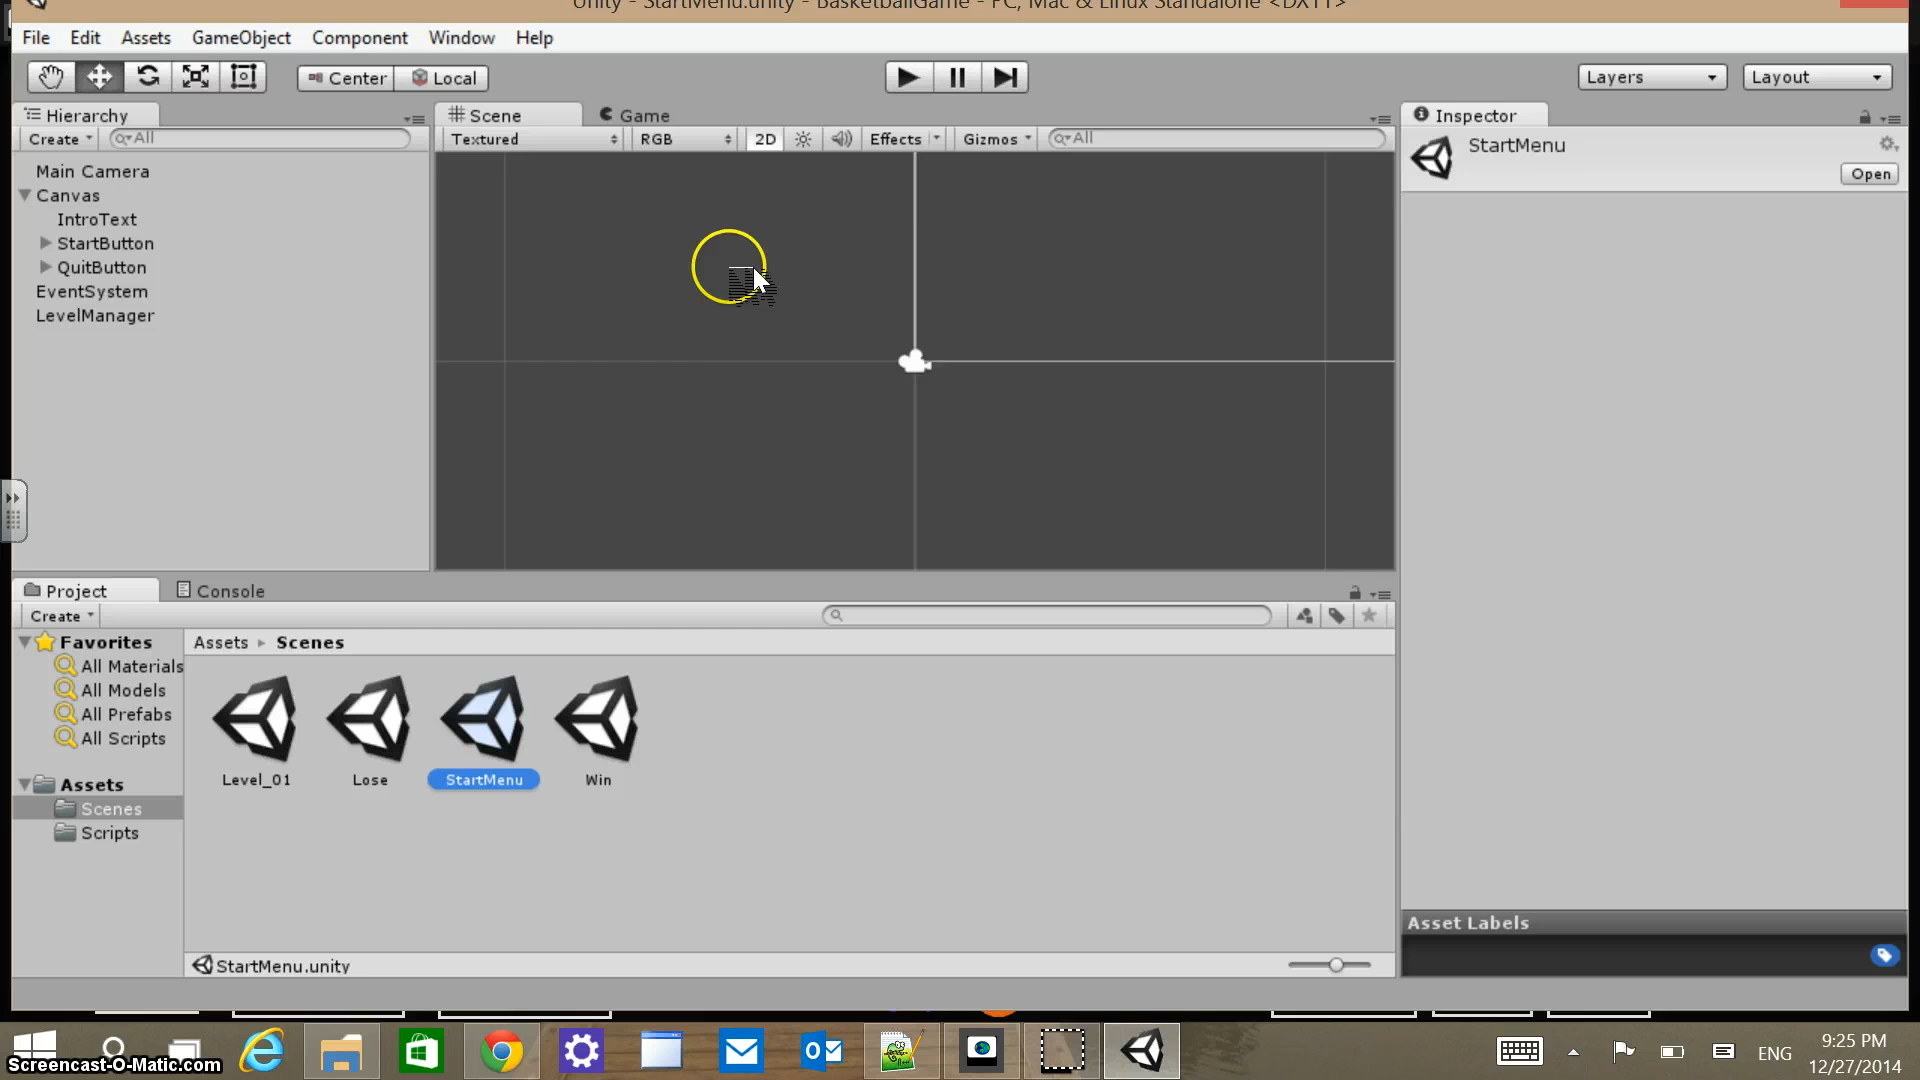 Unity - StartMenu.unity - BasketballGame - PC, Mac & Linux Standalone <DX11>
File Edit Assets GameObject Component Window Help
Center Local Layers Layout
Hierarchy Scene Game Inspector
Create All Textured RGB 2D Effects Gizmos All
StartMenu
Open
Main Camera
Canvas
IntroText
StartButton
QuitButton
EventSystem
LevelManager
Project Console
Create
Favorites
All Materials
All Models
All Prefabs
All Scripts
Assets
Scenes
Scripts
Assets Scenes
Level_01 Lose StartMenu Win
StartMenu.unity
Asset Labels
ENG
9:25 PM
12/27/2014
Screencast-O-Matic.com